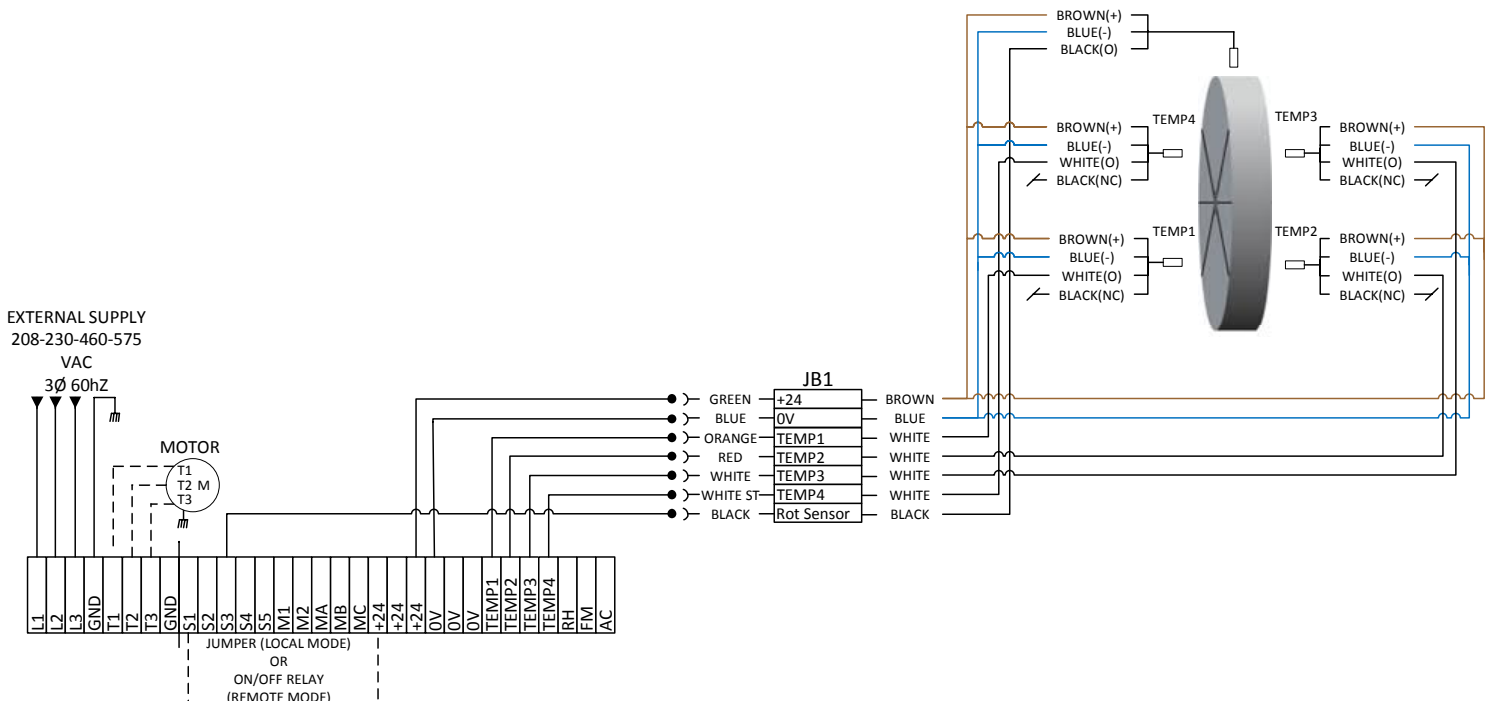 BROWN(+)
BLUE(-)
BLACK(O)
TEMP4
BROWN(+)
BLUE(-)
WHITE(O)
BLACK(NC)
TEMP3
BROWN(+)
BLUE(-)
WHITE(O)
BLACK(NC)
TEMP1
BROWN(+)
BLUE(-)
WHITE(O)
BLACK(NC)
TEMP2
BROWN(+)
BLUE(-)
WHITE(O)
BLACK(NC)
EXTERNAL SUPPLY
208-230-460-575
VAC
3Ø 60hZ
MOTOR
T1
T2 M
T3
JB1
GREEN +24 BROWN
BLUE 0V BLUE
ORANGE TEMP1 WHITE
RED TEMP2 WHITE
WHITE TEMP3 WHITE
WHITE ST TEMP4 WHITE
BLACK Rot Sensor BLACK
L1
L2
L3
GND
T1
T2
T3
GND
S1
S2
S3
S4
S5
M1
M2
MA
MB
MC
+24
+24
+24
0V
0V
0V
TEMP1
TEMP2
TEMP3
TEMP4
RH
FM
AC
JUMPER (LOCAL MODE)
OR
ON/OFF RELAY
(REMOTE MODE)